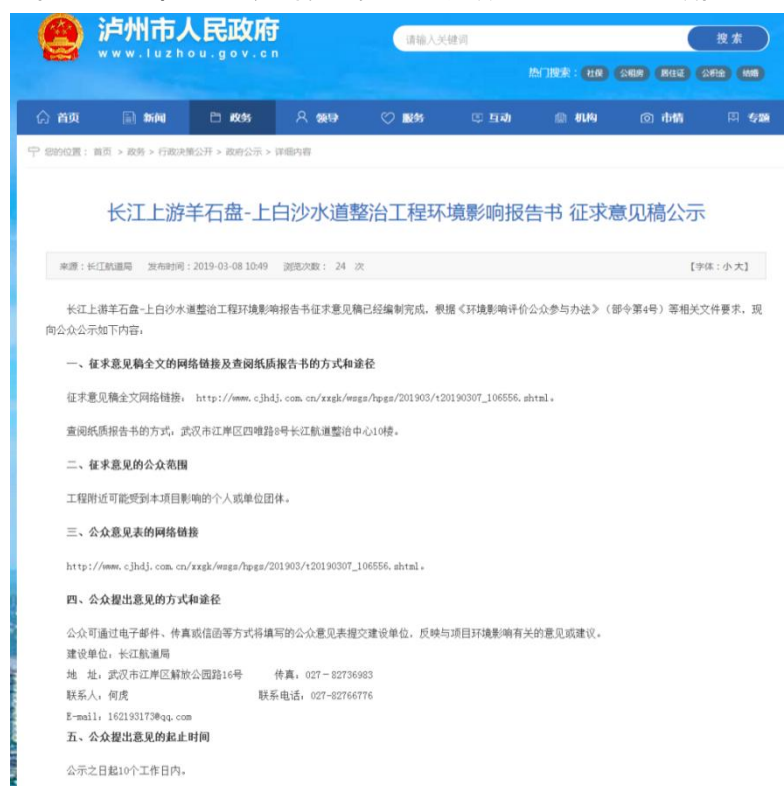 泸州市人民政府
www.luzhou.gov.cn
请输入关键词
搜索
热门搜索： 社保 公租房 居住证 公积金 结婚
首页 新闻 政务 领导 服务 互动 机构 市情 专题
您的位置： 首页 > 政务 > 行政决策公开 > 政府公示 > 详细内容
长江上游羊石盘-上白沙水道整治工程环境影响报告书 征求意见稿公示
来源：长江航道局 发布时间：2019-03-08 10:49 浏览次数： 24 次 【字体：小 大】
长江上游羊石盘-上白沙水道整治工程环境影响报告书征求意见稿已经编制完成，根据《环境影响评价公众参与办法》（部令第4号）等相关文件要求，现
向公众公示如下内容：
一、征求意见稿全文的网络链接及查阅纸质报告书的方式和途径
征求意见稿全文网络链接： http://www.cjhdj.com.cn/xxgk/wsgs/hpgs/201903/t20190307_106556.shtml。
查阅纸质报告书的方式：武汉市江岸区四唯路8号长江航道整治中心10楼。
二、征求意见的公众范围
工程附近可能受到本项目影响的个人或单位团体。
三、公众意见表的网络链接
http://www.cjhdj.com.cn/xxgk/wsgs/hpgs/201903/t20190307_106556.shtml。
四、公众提出意见的方式和途径
公众可通过电子邮件、传真或信函等方式将填写的公众意见表提交建设单位，反映与项目环境影响有关的意见或建议。
建设单位：长江航道局
地 址：武汉市江岸区解放公园路16号 传真：027-82736983
联系人：何虎 联系电话：027-82766776
E-mail：162193173@qq.com
五、公众提出意见的起止时间
公示之日起10个工作日内。